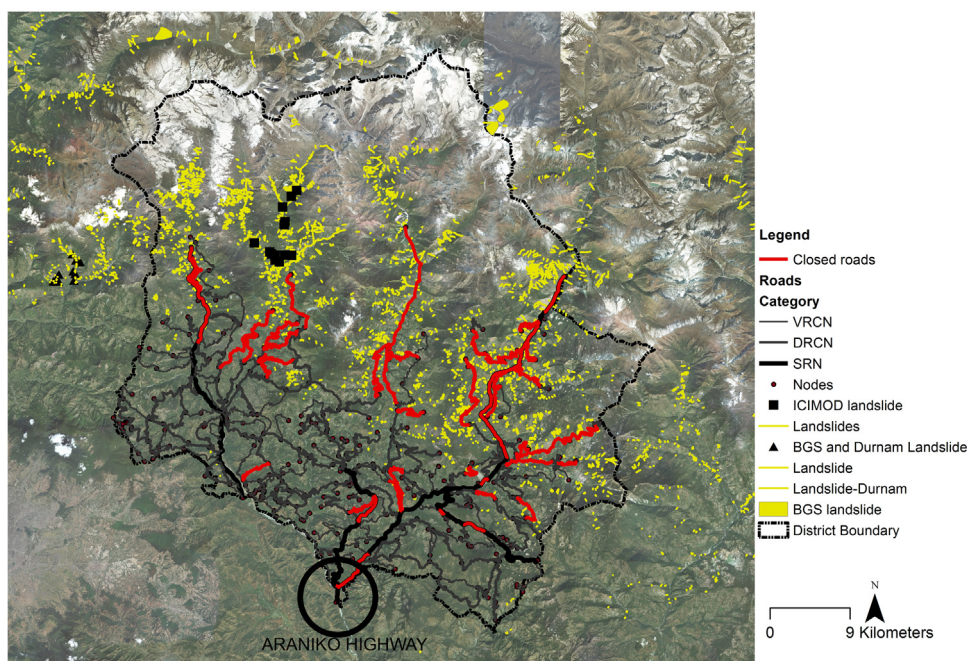 Legend
Closed roads
Roads
Category
VRCN
DRCN
SRN
Nodes
ICIMOD landslide
Landslides
BGS and Durnam Landslide
Landslide
Landslide-Durnam
BGS landslide
District Boundary
N
0 9 Kilometers
ARANIKO HIGHWAY